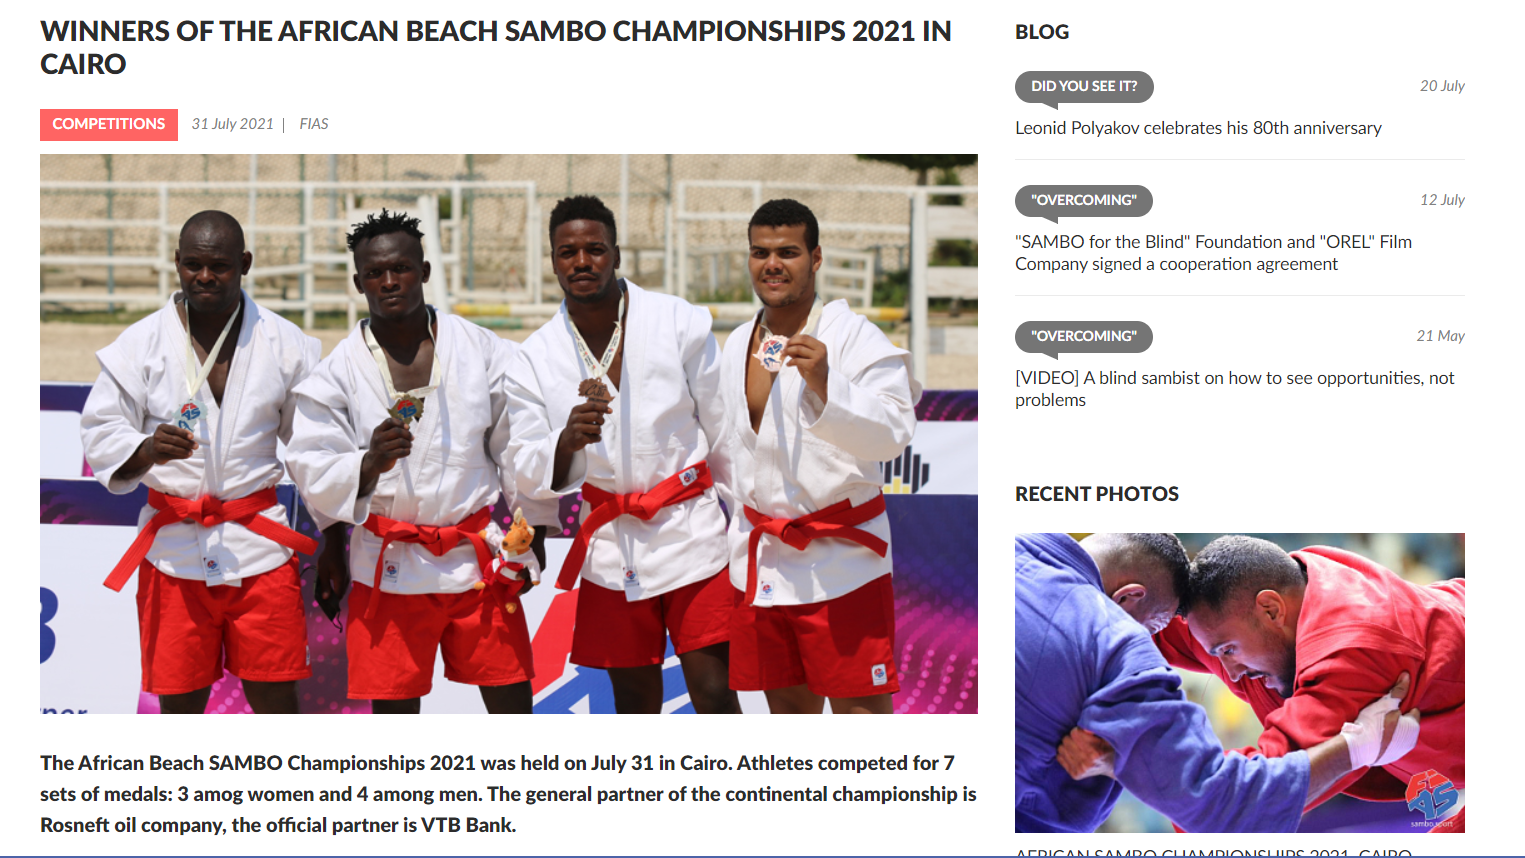 WINNERS OF THE AFRICAN BEACH SAMBO CHAMPIONSHIPS 2021 IN
CAIRO
COMPETITIONS 31 July 2021 | FIAS
The African Beach SAMBO Championships 2021 was held on July 31 in Cairo. Athletes competed for 7
sets of medals: 3 amog women and 4 among men. The general partner of the continental championship is
Rosneft oil company, the official partner is VTB Bank.
BLOG
DID YOU SEE IT? 20 July
Leonid Polyakov celebrates his 80th anniversary
"OVERCOMING" 12 July
"SAMBO for the Blind" Foundation and "OREL" Film
Company signed a cooperation agreement
"OVERCOMING" 21 May
[VIDEO] A blind sambist on how to see opportunities, not
problems
RECENT PHOTOS
FIAS
sambo.sport
AFRICAN SAMBO CHAMPIONSHIPS 2021, CAIRO